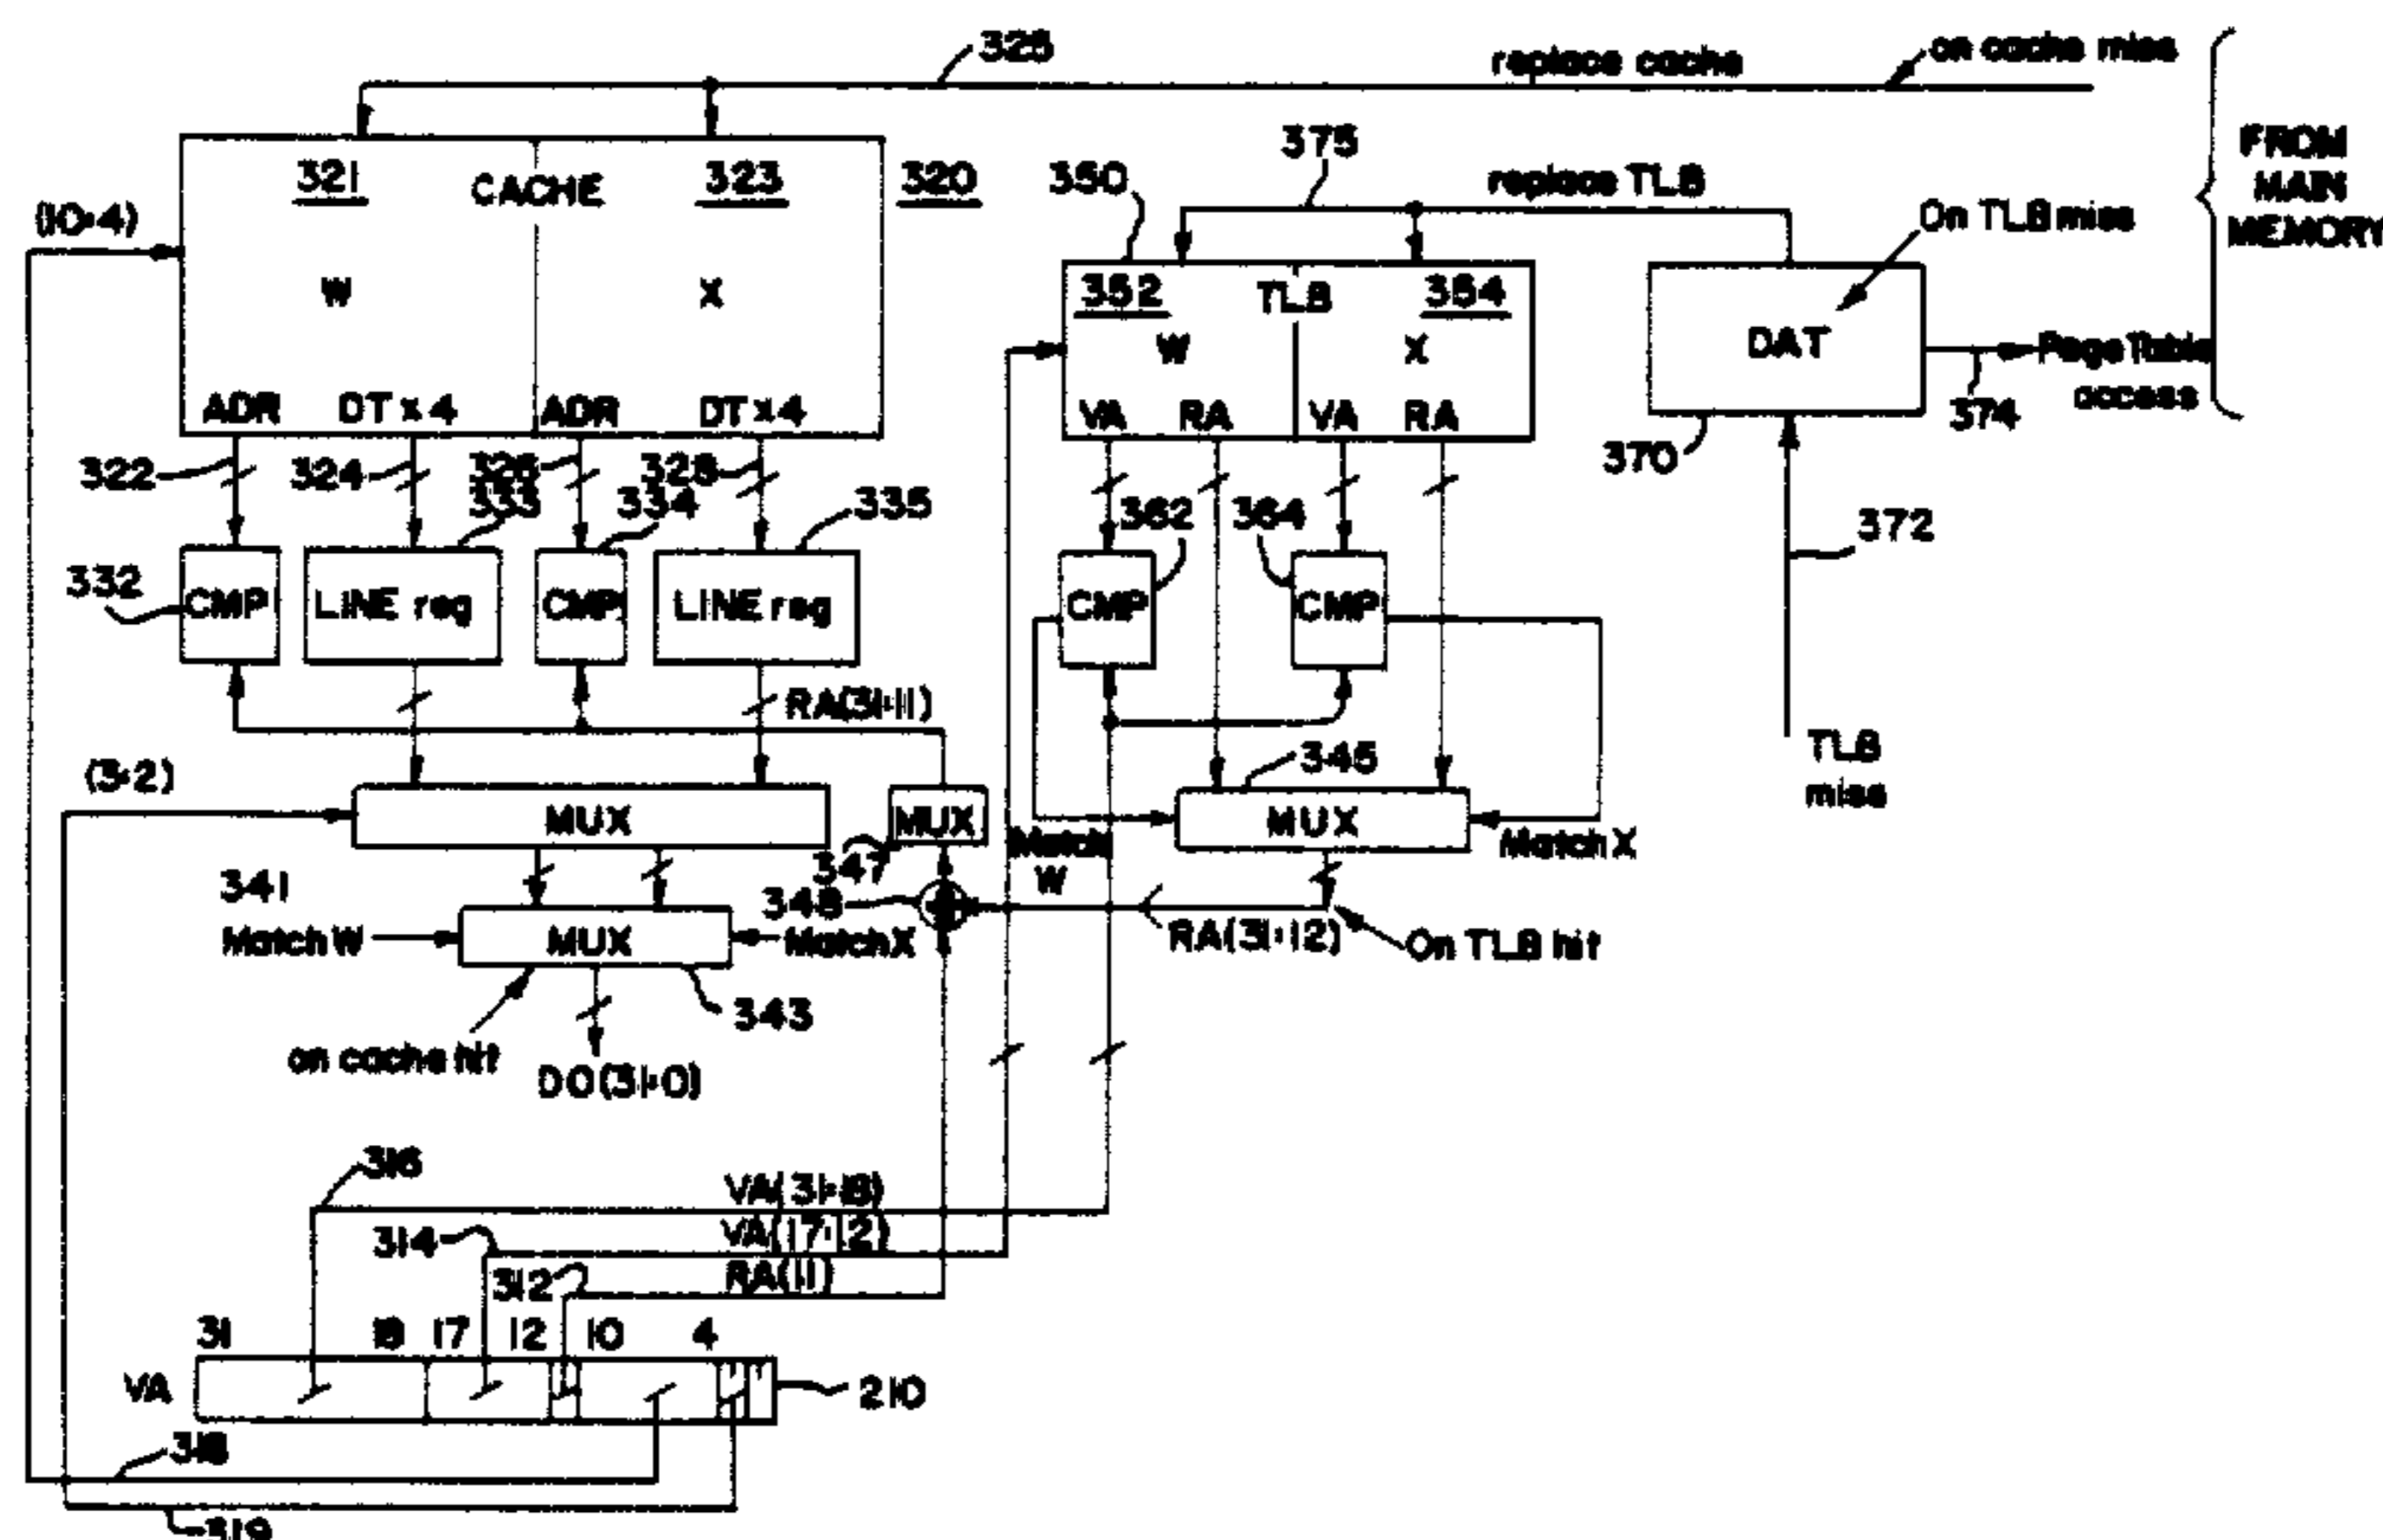 325
replace cache
on cache miss
FROM
MAIN
MEMORY
321
CACHE
323
320
(10:4)
W
X
ADR
DT x 4
ADR
DT x 4
375
350
replace TLB
On TLB miss
352
TLB
354
W
X
VA
RA
VA
RA
DAT
Page Table
access
374
370
372
322
324
326
328
333
334
335
362
364
332
CMP
LINE reg
CMP
LINE reg
CMP
CMP
RA(31:11)
(3:2)
MUX
MUX
347
345
MUX
TLB
miss
Match
W
Match X
341
348
Match W
MUX
Match X
RA(31:12)
On TLB hit
343
on cache hit
DO(31:0)
316
VA(31:18)
314
VA(17:12)
312
RA(11)
31
18
17
12
10
4
VA
210
318
319